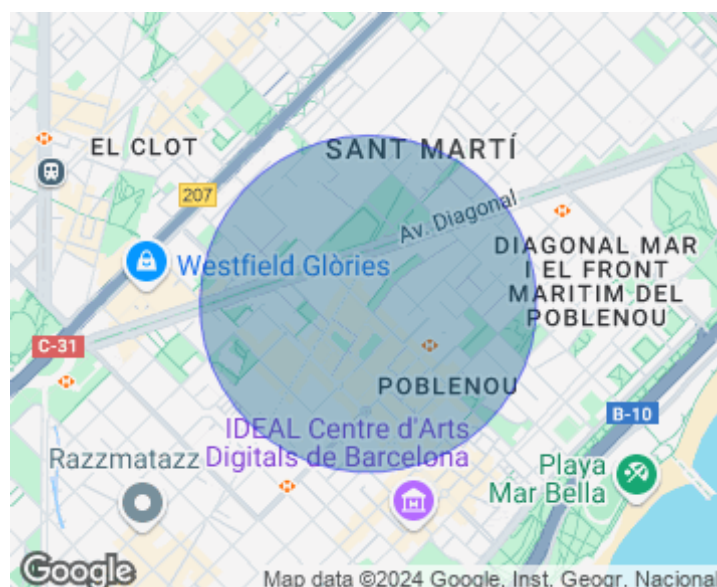 EL CLOT
SANT MARTÍ
207
Av. Diagonal
Westfield Glòries
DIAGONAL MAR
I EL FRONT
MARITIM DEL
POBLENOU
C-31
POBLENOU
B-10
IDEAL Centre d'Arts
Digitals de Barcelona
Razzmatazz
Playa
Mar Bella
Google
Map data ©2024 Google, Inst. Geogr. Nacional